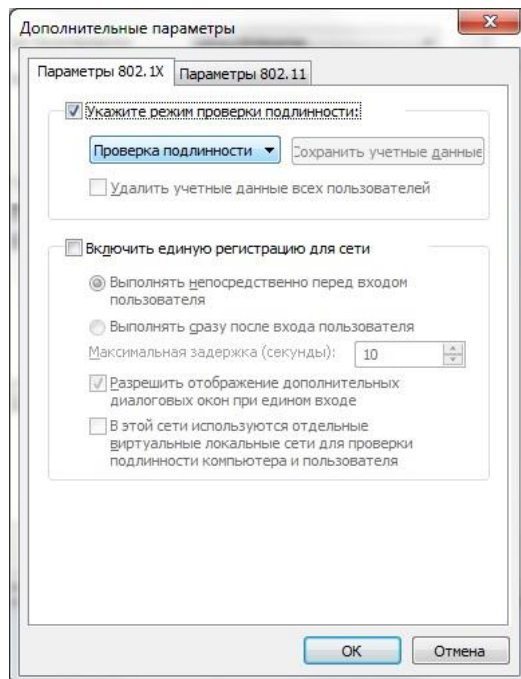 Дополнительные параметры
Параметры 802.1X Параметры 802.11
Укажите режим проверки подлинности:
Проверка подлинности Сохранить учетные данные
Удалить учетные данные всех пользователей
Включить единую регистрацию для сети
Выполнять непосредственно перед входом
пользователя
Выполнять сразу после входа пользователя
Максимальная задержка (секунды): 10
Разрешить отображение дополнительных
диалоговых окон при едином входе
В этой сети используются отдельные
виртуальные локальные сети для проверки
подлинности компьютера и пользователя
OK Отмена